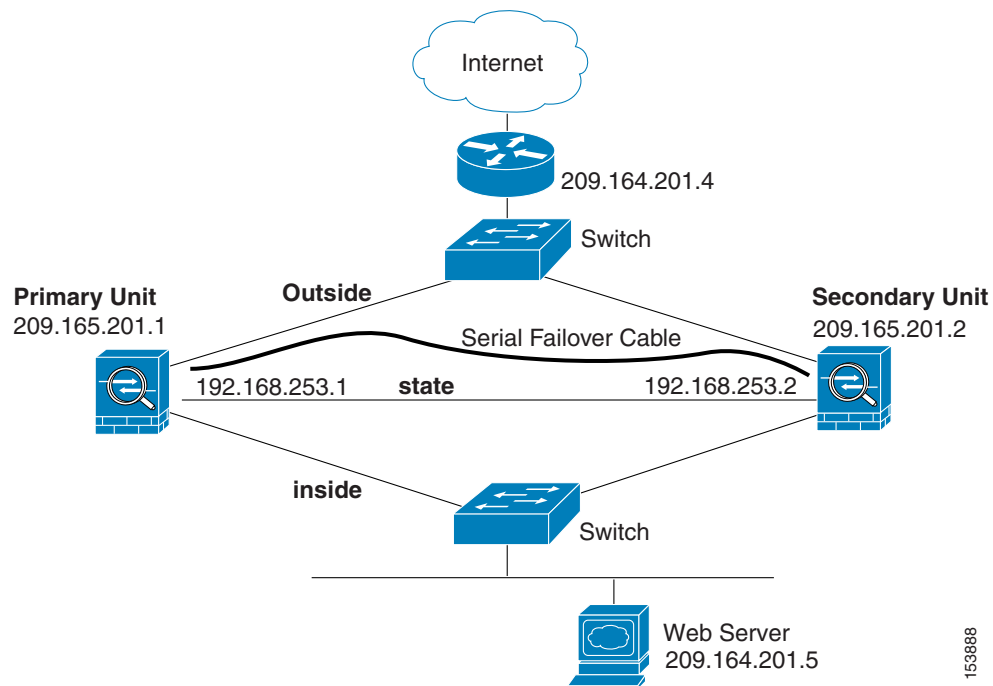 Internet
209.164.201.4
Switch
Outside
Primary Unit
209.165.201.1
Secondary Unit
209.165.201.2
Serial Failover Cable
192.168.253.1
state
192.168.253.2
inside
Switch
Web Server
209.164.201.5
153888